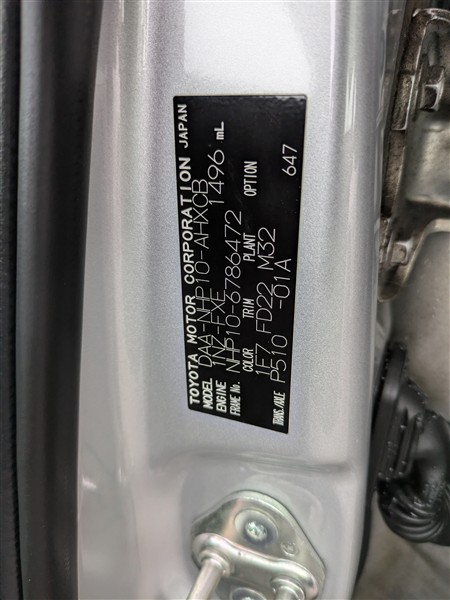 TOYOTA MOTOR CORPORATION JAPAN
MODEL DAA-NHP10-AHXCB
ENGINE 1NZ-FXE 1496 mL
FRAME No. NHP10-6786472
COLOR TRIM PLANT OPTION
1F7 FD22 M32 647
TRANS/AXLE P510 -01A